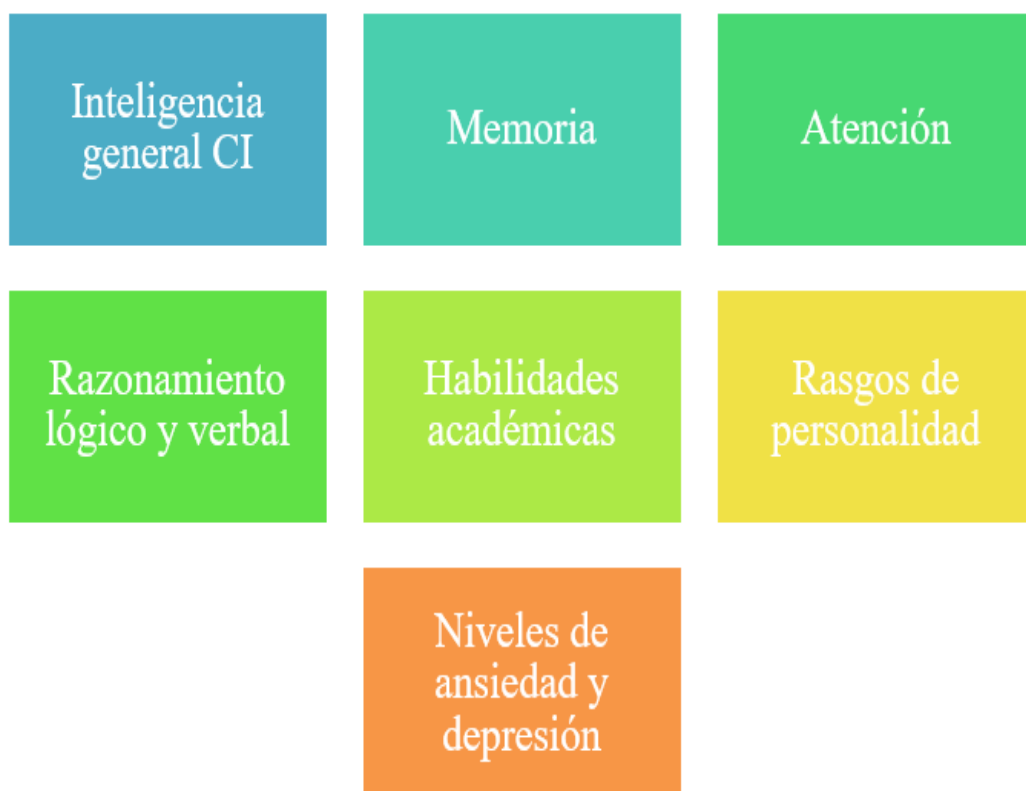 Inteligencia
general CI
Memoria
Atención
Razonamiento
lógico y verbal
Habilidades
académicas
Rasgos de
personalidad
Niveles de
ansiedad y
depresión